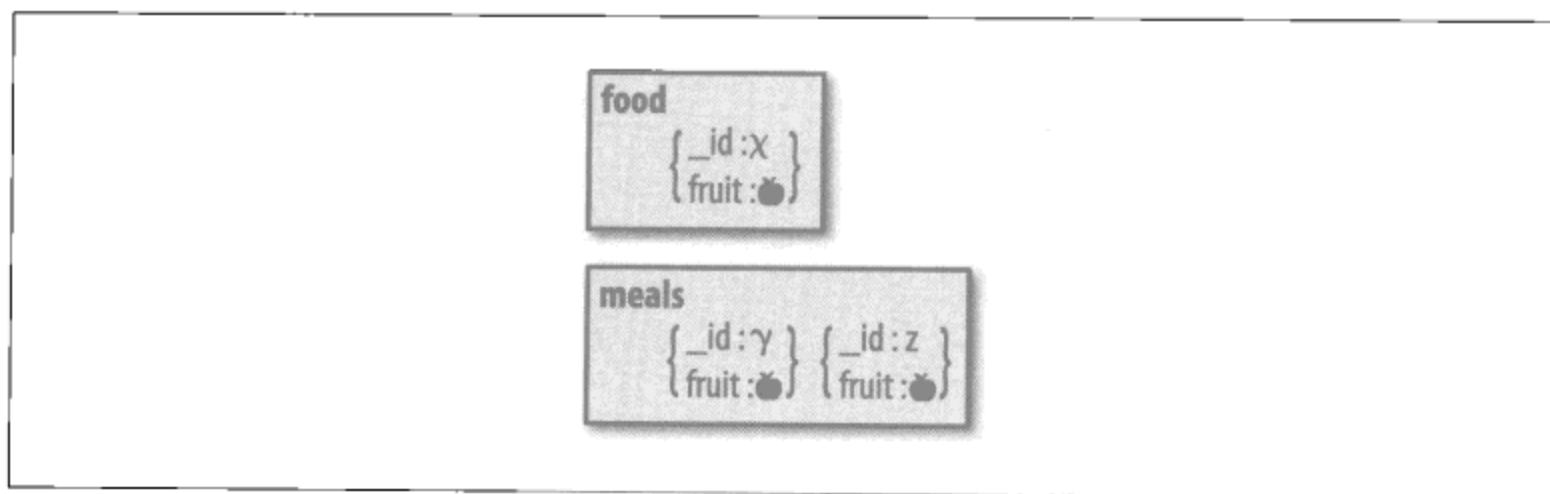 food
_id :χ
fruit :
meals
_id : γ _id : z
fruit : fruit :